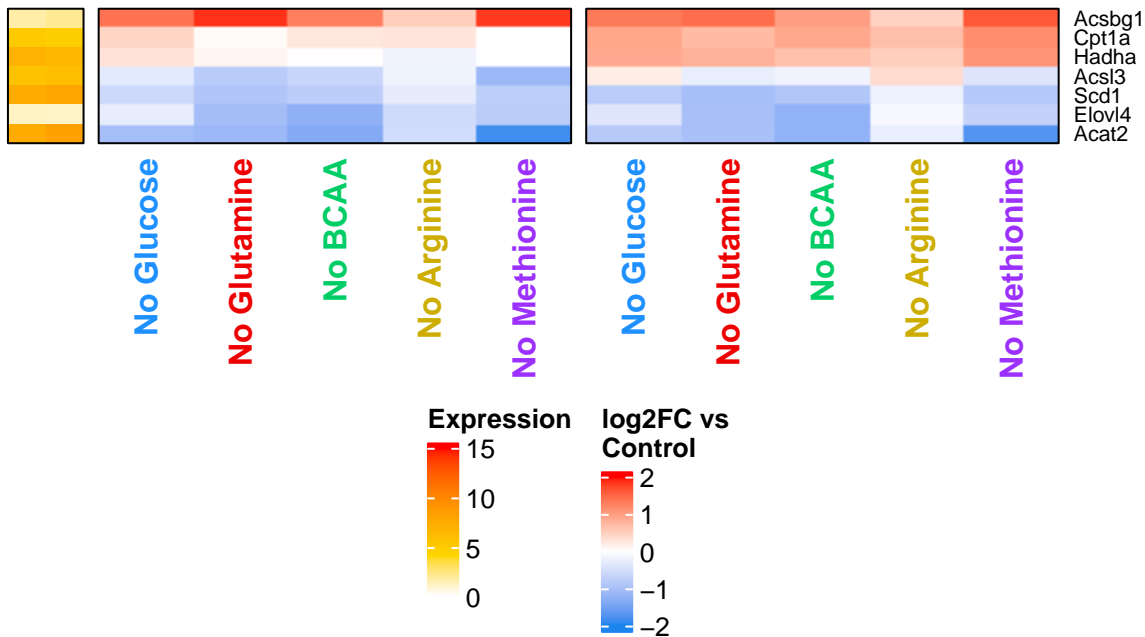 Acsbg1
Cpt1a
Hadha
Acsl3
Scd1
Elovl4
Acat2
No Glucose
No Glutamine
No BCAA
No Arginine
No Methionine
No Glucose
No Glutamine
No BCAA
No Arginine
No Methionine
Expression
15
10
5
0
log2FC vs
Control
2
1
0
−1
−2